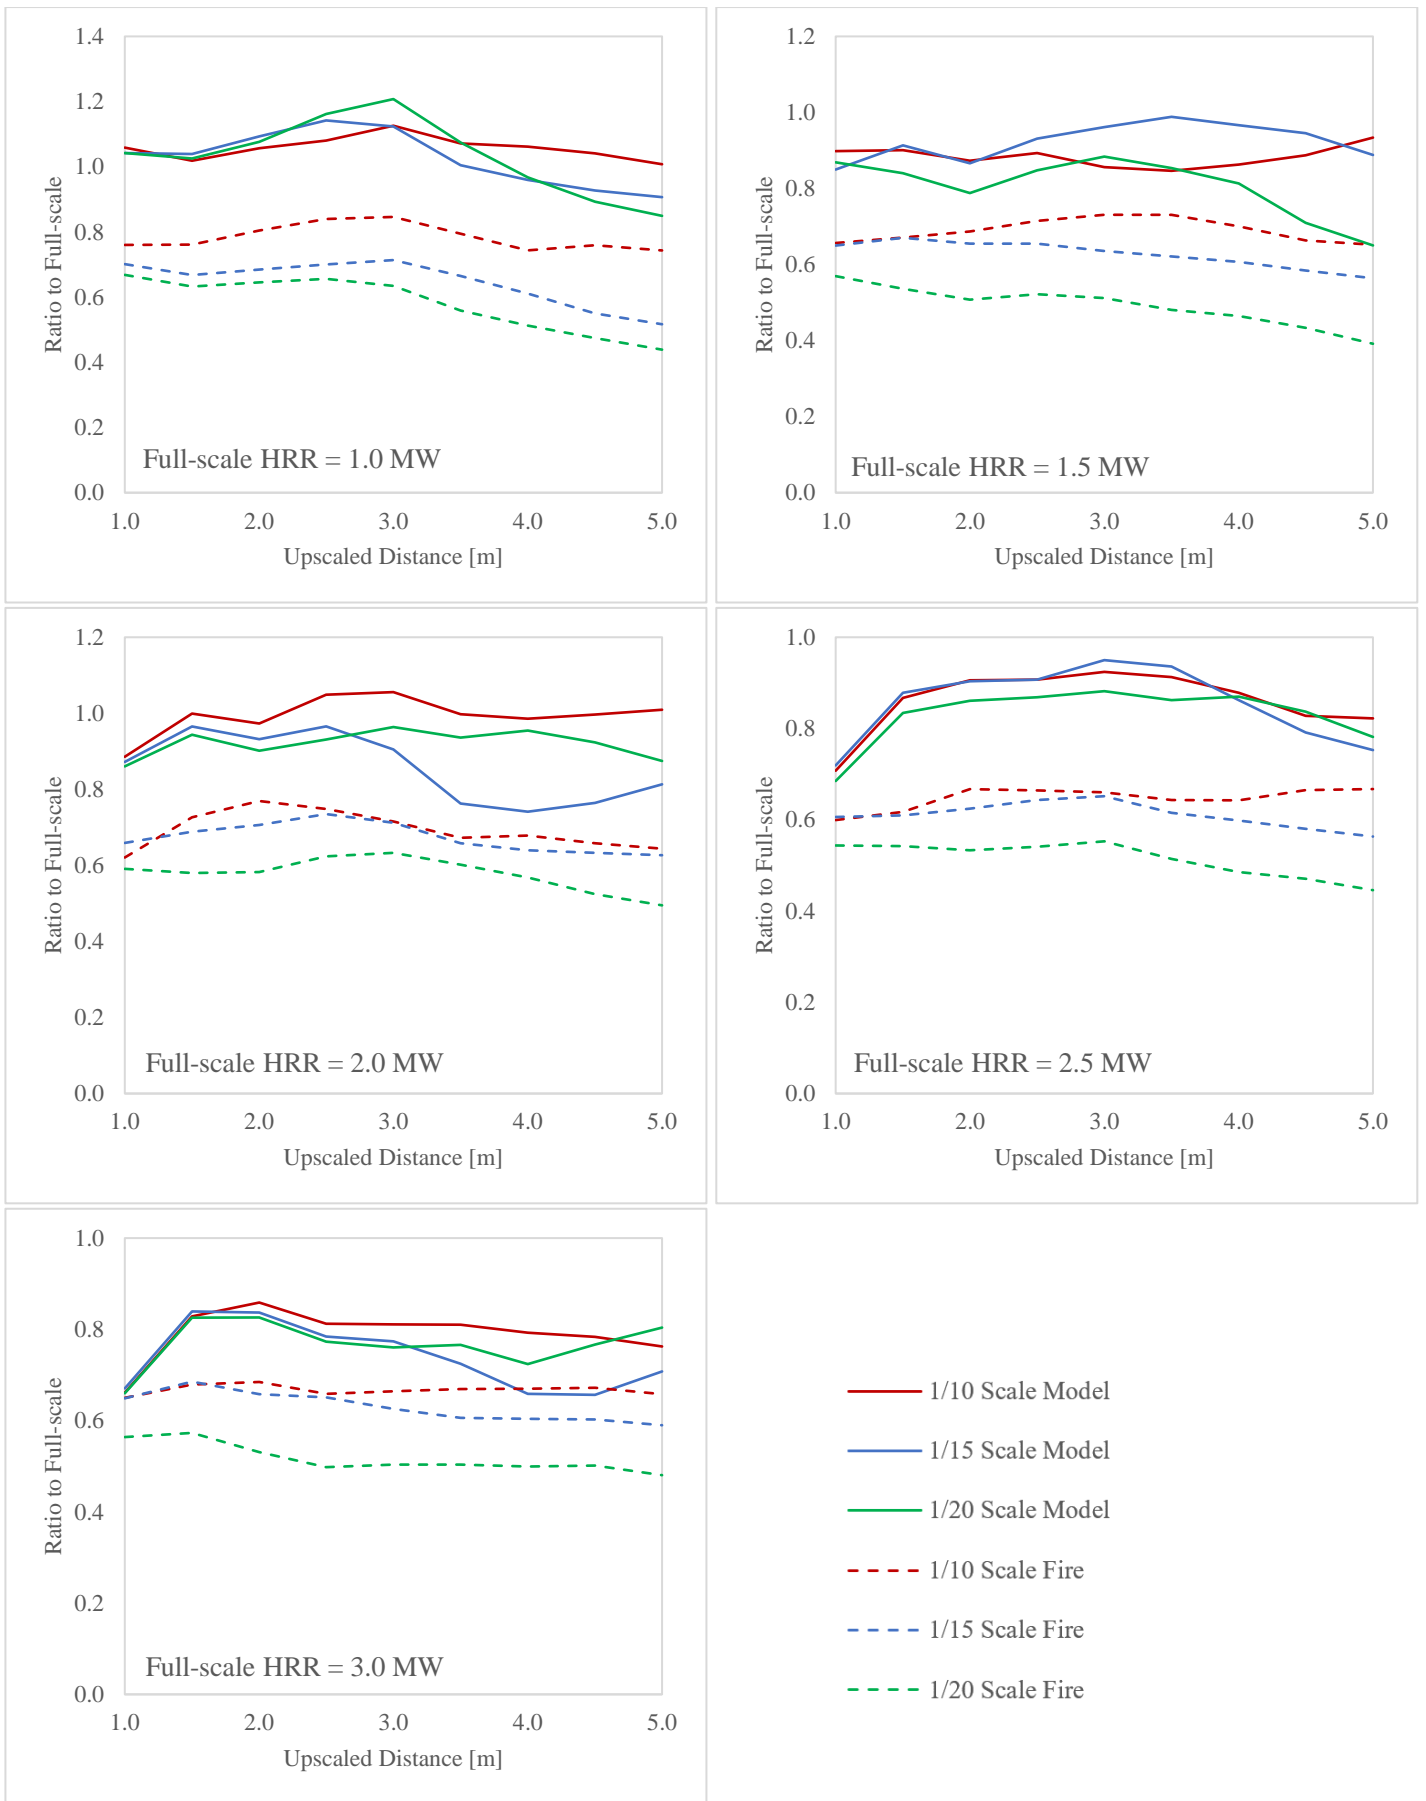 1.4
1.2
1.0
0.8
0.6
0.4
0.2
0.0
Ratio to Full-scale
Full-scale HRR = 1.0 MW
1.0 2.0 3.0 4.0 5.0
Upscaled Distance [m]
1.2
1.0
0.8
0.6
0.4
0.2
0.0
Ratio to Full-scale
Full-scale HRR = 1.5 MW
1.0 2.0 3.0 4.0 5.0
Upscaled Distance [m]
1.2
1.0
0.8
0.6
0.4
0.2
0.0
Ratio to Full-scale
Full-scale HRR = 2.0 MW
1.0 2.0 3.0 4.0 5.0
Upscaled Distance [m]
1.0
0.8
0.6
0.4
0.2
0.0
Ratio to Full-scale
Full-scale HRR = 2.5 MW
1.0 2.0 3.0 4.0 5.0
Upscaled Distance [m]
1.0
0.8
0.6
0.4
0.2
0.0
Ratio to Full-scale
Full-scale HRR = 3.0 MW
1.0 2.0 3.0 4.0 5.0
Upscaled Distance [m]
1/10 Scale Model
1/15 Scale Model
1/20 Scale Model
1/10 Scale Fire
1/15 Scale Fire
1/20 Scale Fire